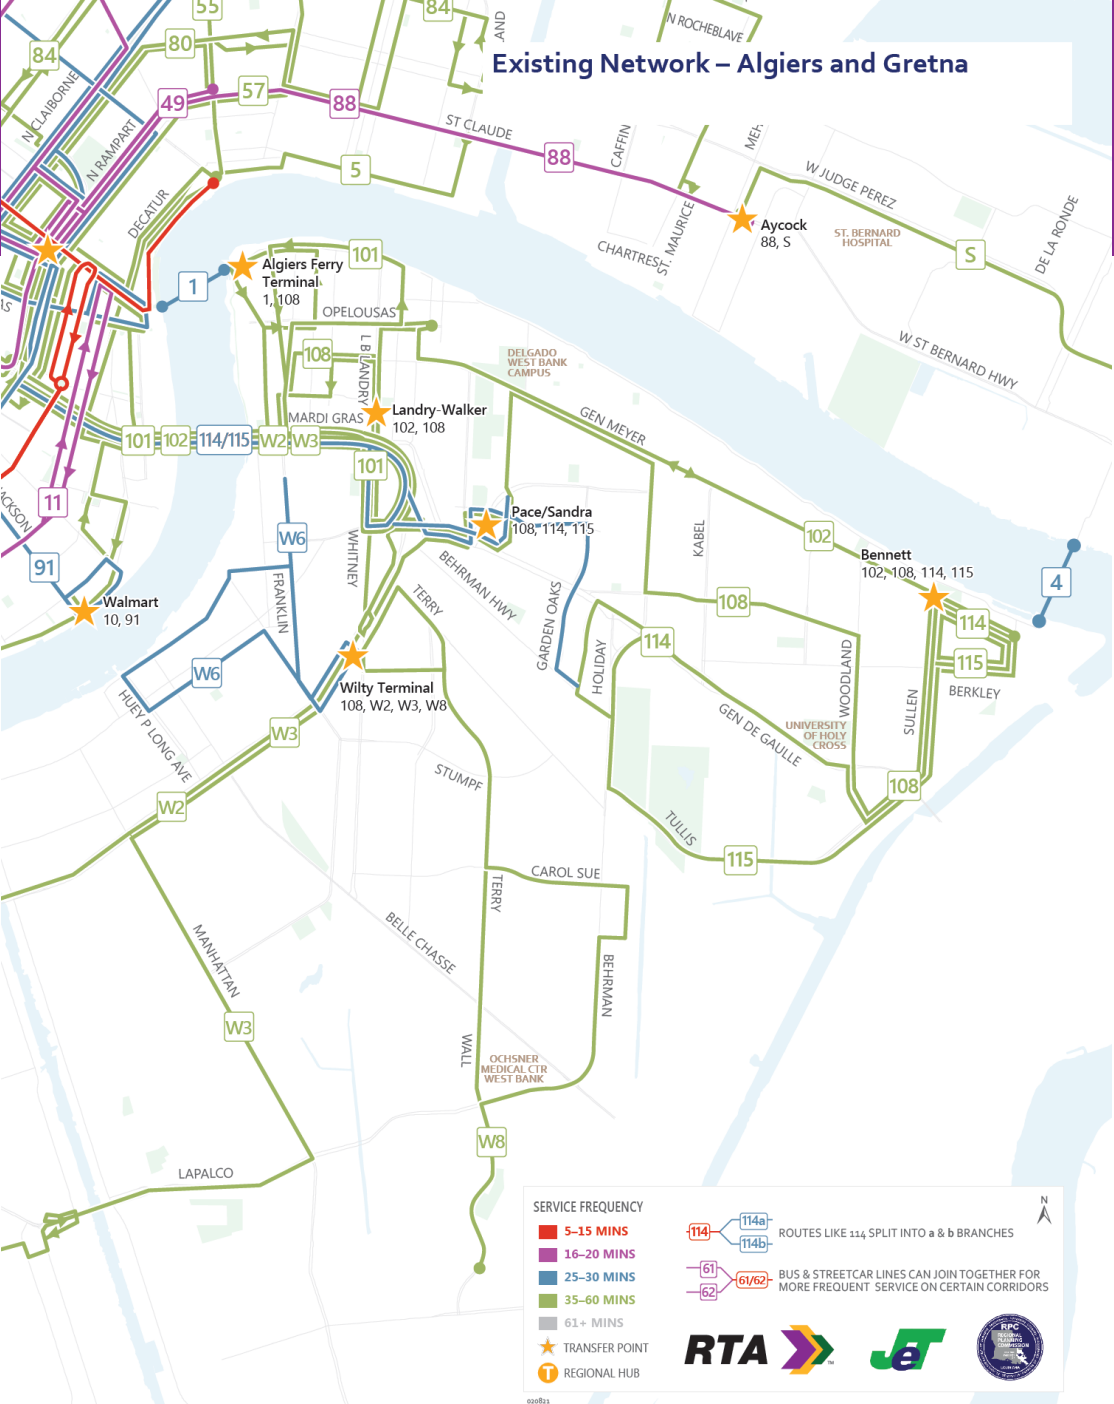 55
84
84
N ROCHEBLAVE
AND
Existing Network – Algiers and Gretna
80
57
49
88
N CLAIBORNE
N RAMPART
ST CLAUDE
CAFFIN
88
5
W JUDGE PEREZ
DECATUR
ST. MAURICE
Aycock
88, S
ST. BERNARD
HOSPITAL
DE LA RONDE
CHARTRES
S
101
Algiers Ferry
Terminal
1, 108
1
OPELOUSAS
W ST BERNARD HWY
108
L B LANDRY
DELGADO
WEST BANK
CAMPUS
MARDI GRAS
Landry-Walker
102, 108
GEN MEYER
101
102
114/115
W2
W3
101
11
JACKSON
Pace/Sandra
108, 114, 115
W6
WHITNEY
KABEL
102
Bennett
102, 108, 114, 115
91
4
BEHRMAN HWY
FRANKLIN
TERRY
GARDEN OAKS
Walmart
10, 91
108
114
114
HOLIDAY
115
W6
Wilty Terminal
108, W2, W3, W8
WOODLAND
SULLEN
BERKLEY
HUEY P LONG AVE
W3
GEN DE GAULLE
UNIVERSITY
OF HOLY
CROSS
STUMPF
108
W2
TULLIS
115
CAROL SUE
TERRY
MANHATTAN
BELLE CHASSE
BEHRMAN
W3
WALL
OCHSNER
MEDICAL CTR
WEST BANK
W8
LAPALCO
SERVICE FREQUENCY
5–15 MINS
16–20 MINS
25–30 MINS
35–60 MINS
61+ MINS
TRANSFER POINT
T REGIONAL HUB
114
114a
114b
ROUTES LIKE 114 SPLIT INTO a & b BRANCHES
61
62
61/62
BUS & STREETCAR LINES CAN JOIN TOGETHER FOR
MORE FREQUENT SERVICE ON CERTAIN CORRIDORS
N
RTA
JeT
RPC
REGIONAL
PLANNING
COMMISSION
020821